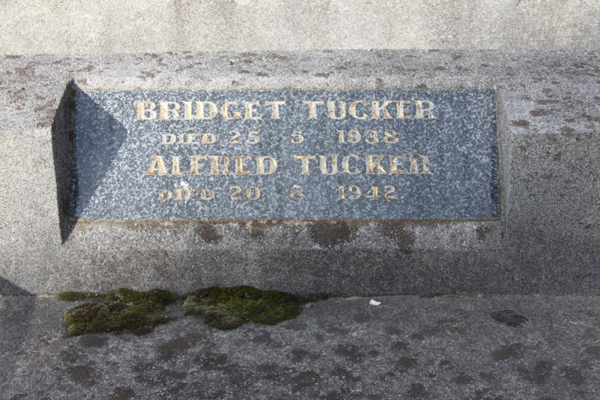 BRIDGET TUCKER
DIED 25 5 1938
ALFRED TUCKER
DIED 20 8 1942